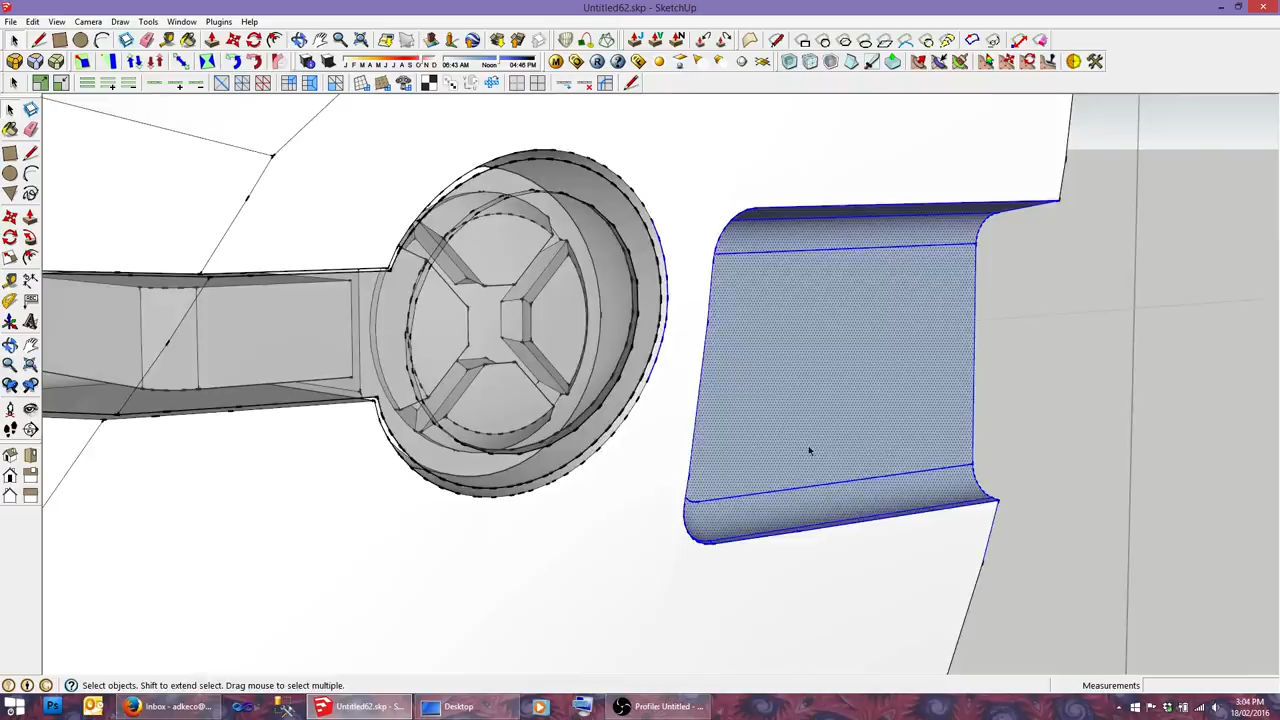 Untitled62.skp - SketchUp
File Edit View Camera Draw Tools Window Plugins Help
J F M A M J J A S O N D
06:43 AM Noon 04:46 PM
Select objects. Shift to extend select. Drag mouse to select multiple.
Measurements
Inbox - adkeco@...
Untitled62.skp - S...
Desktop
Profile: Untitled - ...
3:04 PM
18/02/2016